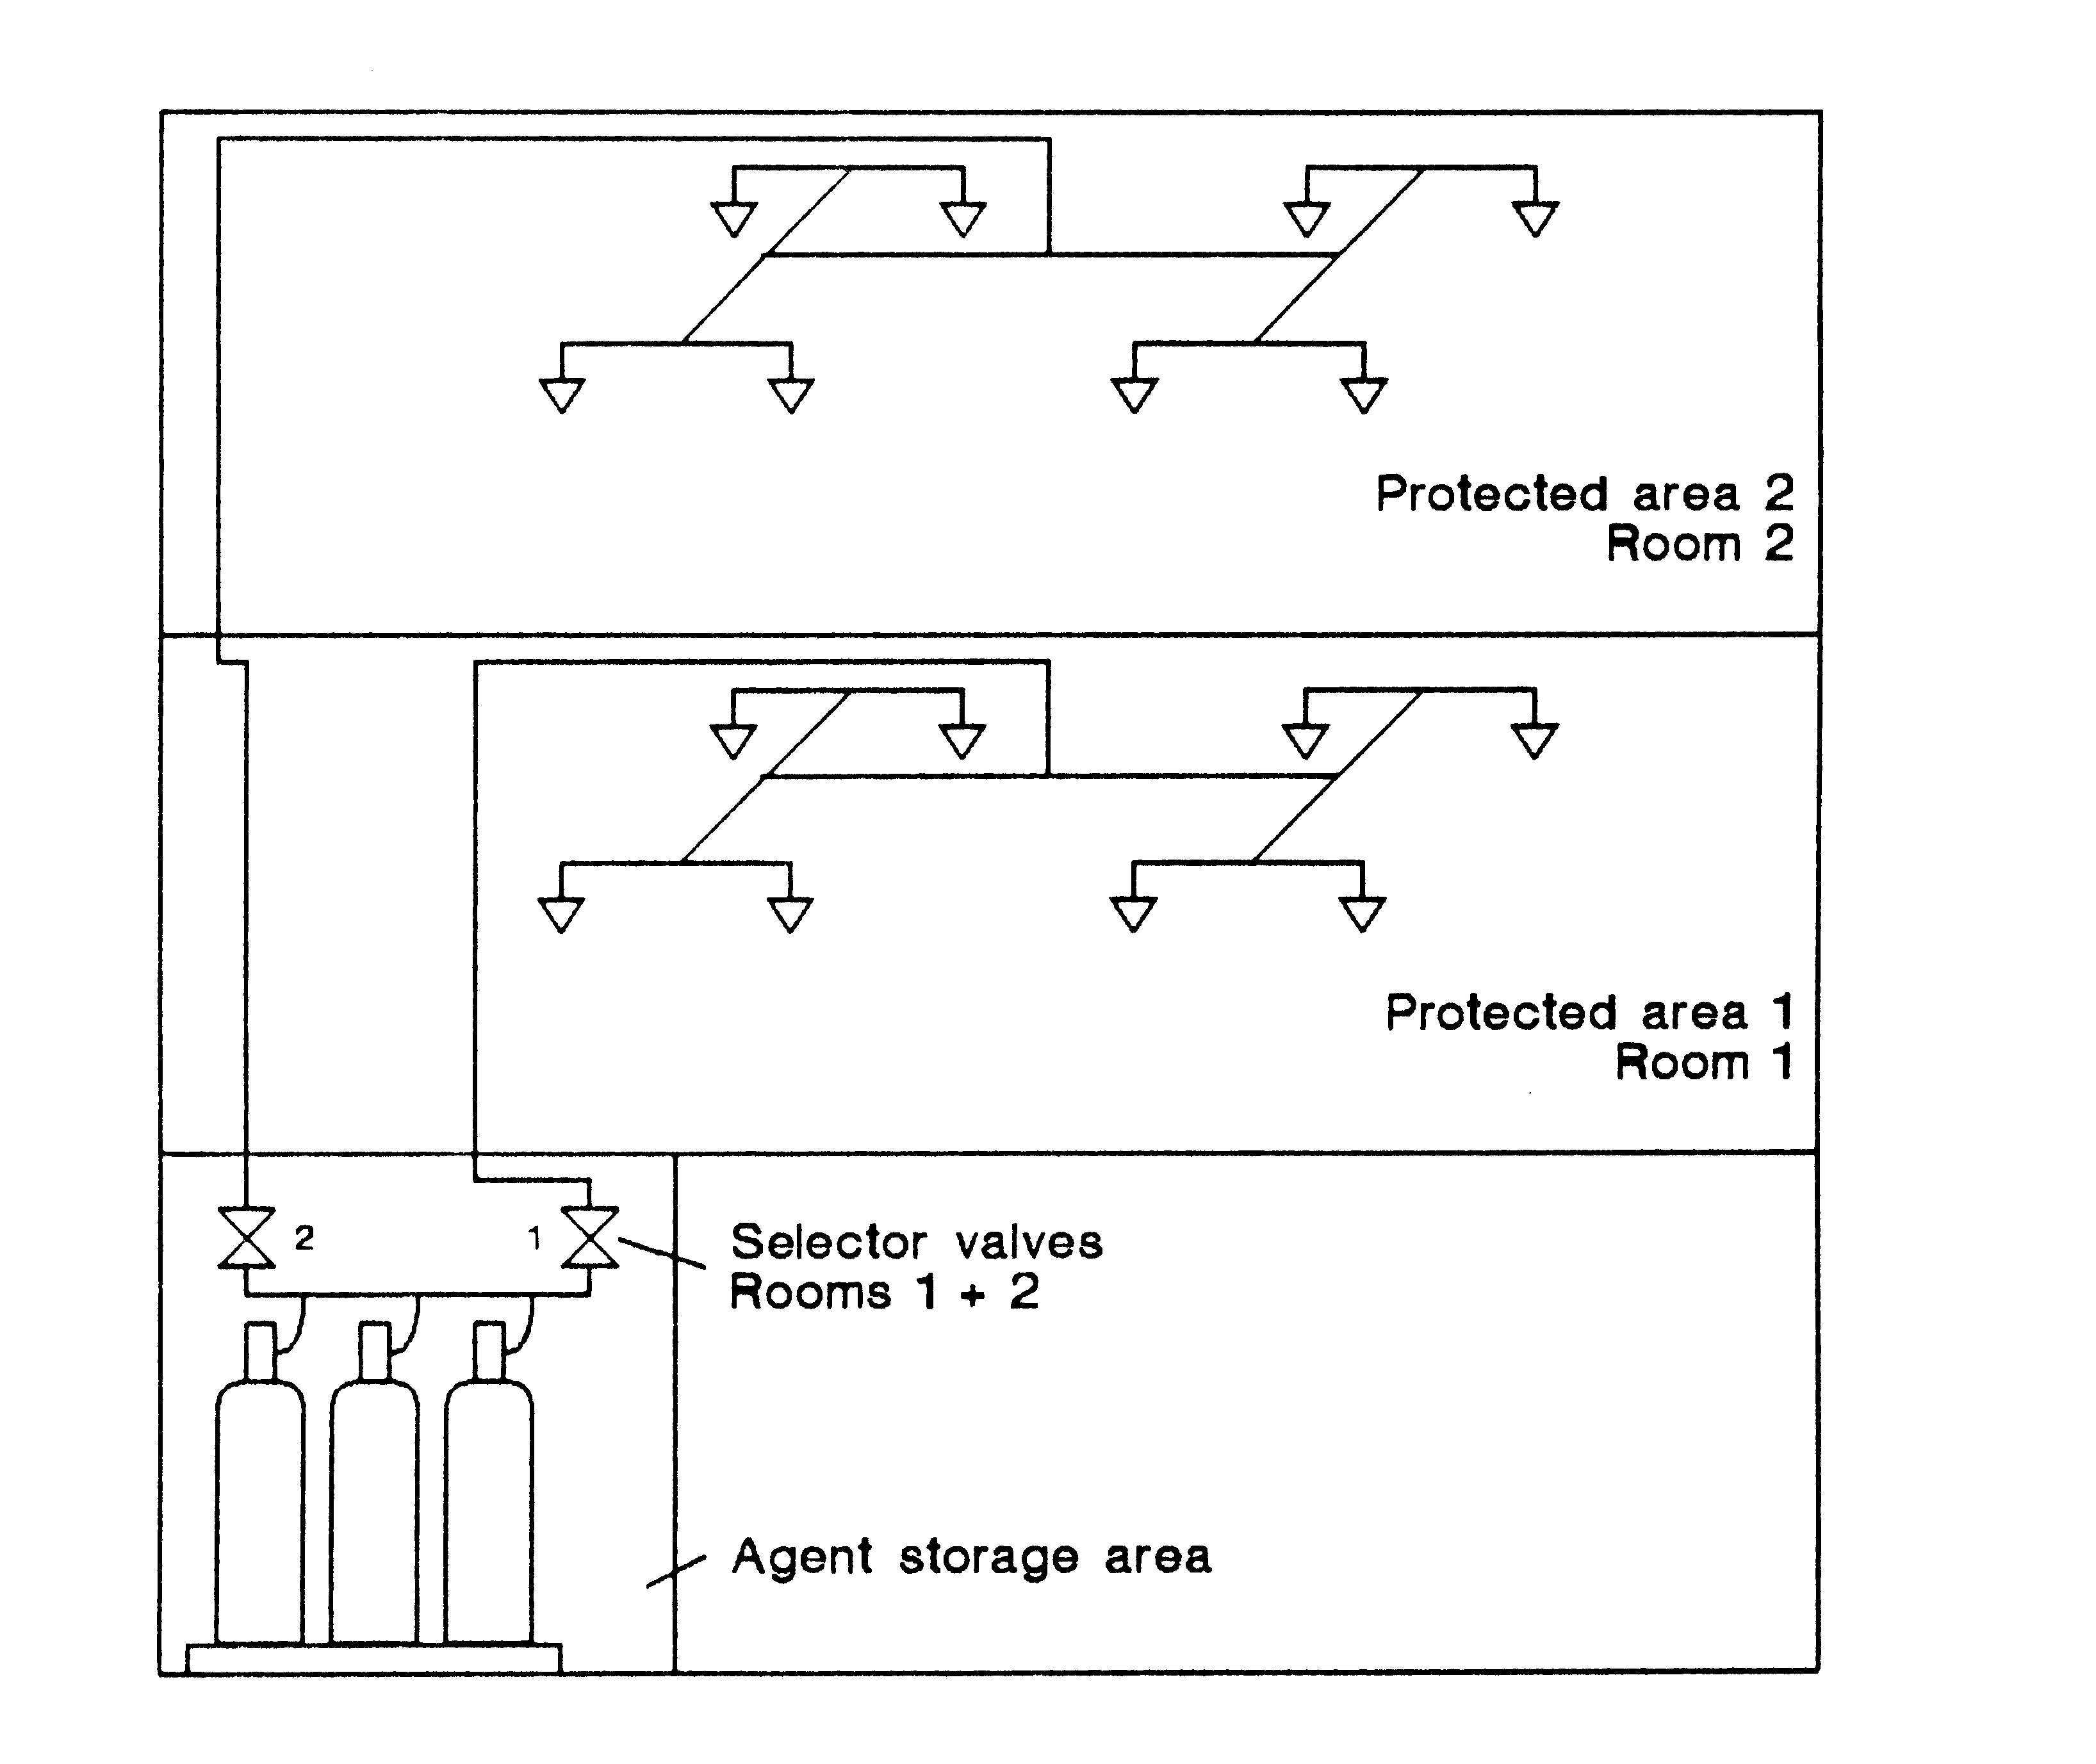 Protected area 2
Room 2
Protected area 1
Room 1
2
1
Selector valves
Rooms 1 + 2
Agent storage area